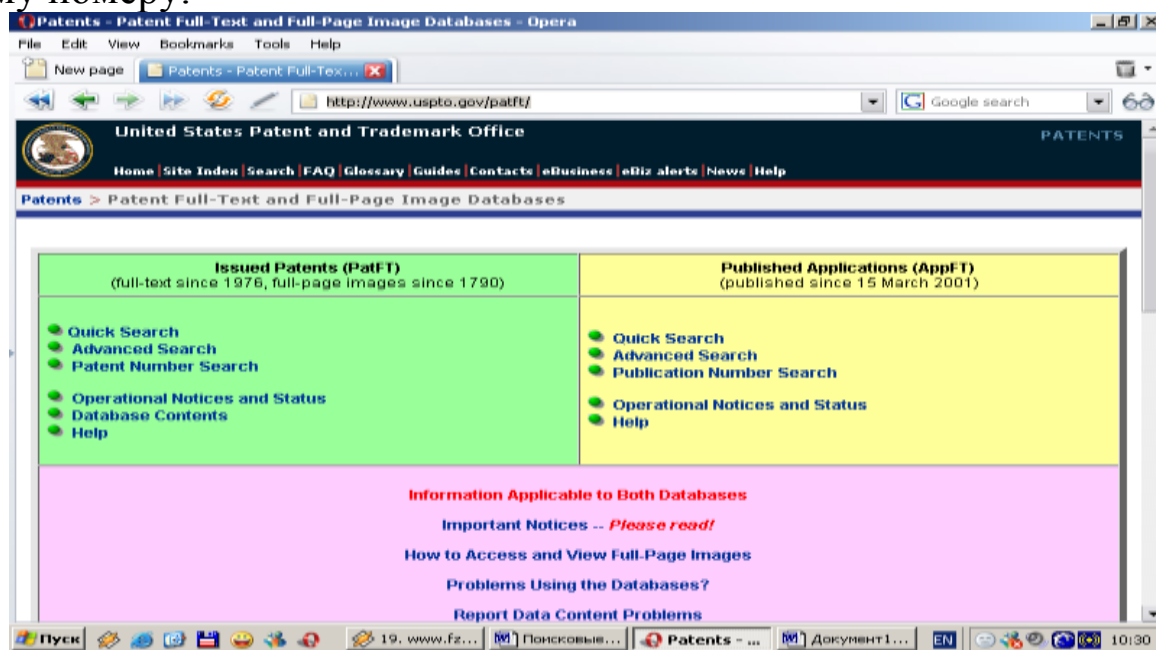 му номеру.
Patents - Patent Full-Text and Full-Page Image Databases - Opera
File Edit View Bookmarks Tools Help
New page Patents - Patent Full-Tex...
http://www.uspto.gov/patft/ Google search
United States Patent and Trademark Office
PATENTS
Home|Site Index|Search|FAQ|Glossary|Guides|Contacts|eBusiness|eBiz alerts|News|Help
Patents > Patent Full-Text and Full-Page Image Databases
Issued Patents (PatFT)
(full-text since 1976, full-page images since 1790)
Quick Search
Advanced Search
Patent Number Search
Operational Notices and Status
Database Contents
Help
Published Applications (AppFT)
(published since 15 March 2001)
Quick Search
Advanced Search
Publication Number Search
Operational Notices and Status
Help
Information Applicable to Both Databases
Important Notices -- Please read!
How to Access and View Full-Page Images
Problems Using the Databases?
Report Data Content Problems
Пуск 19. www.fz... Поисковые... Patents - ... Документ1... EN 10:30